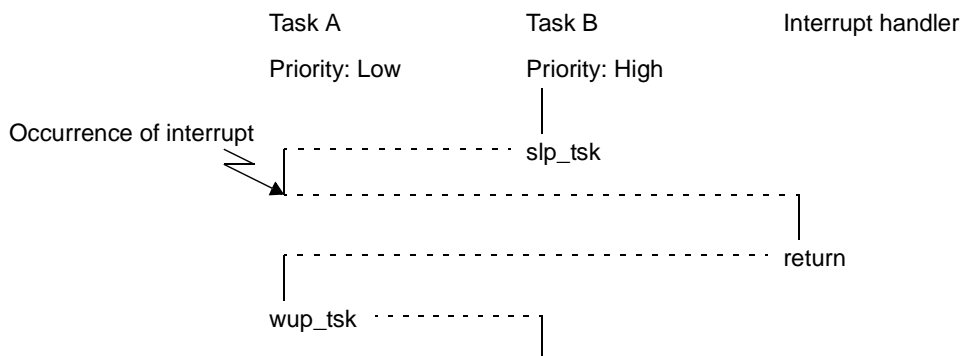 Task A Task B Interrupt handler
Priority: Low Priority: High
Occurrence of interrupt
slp_tsk
return
wup_tsk